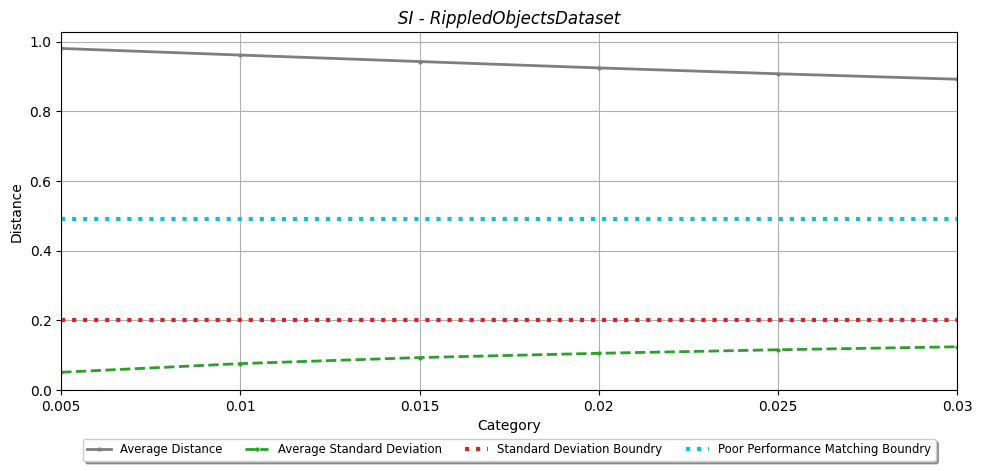 SI - RippledObjectsDataset
1.0
0.8
0.6
0.4
0.2
0.0
Distance
0.005 0.01 0.015 0.02 0.025 0.03
Category
Average Distance Average Standard Deviation Standard Deviation Boundry Poor Performance Matching Boundry